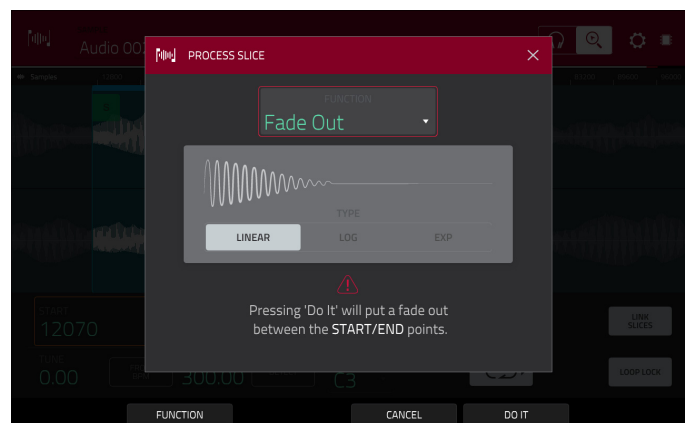 Audio 002
PROCESS SLICE
Samples
FUNCTION
Fade Out
TYPE
LINEAR LOG EXP
Pressing 'Do It' will put a fade out
between the START/END points.
START
12070
LINK
SLICES
TUNE
0.00
300.00
C3
LOOP LOCK
FUNCTION CANCEL DO IT